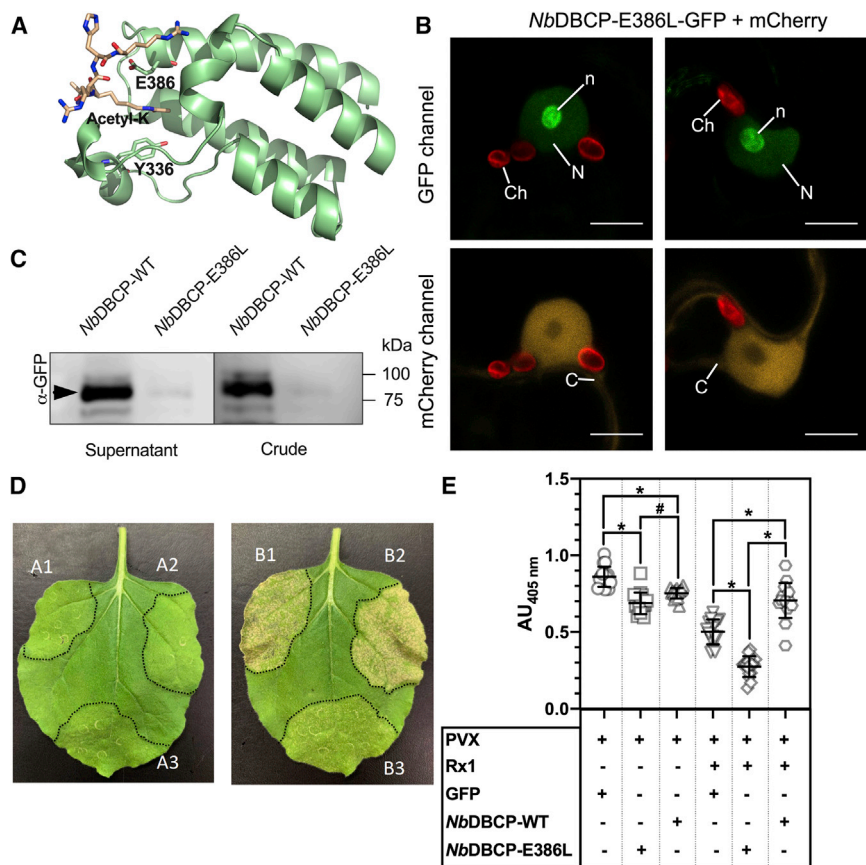 A
E386
Acetyl-K
Y336
B
NbDBCP-E386L-GFP + mCherry
GFP channel
n
N
Ch
Ch
n
N
mCherry channel
C
C
C
NbDBCP-WT
NbDBCP-E386L
NbDBCP-WT
NbDBCP-E386L
kDa
α-GFP
100
75
Supernatant
Crude
D
A1
A2
A3
B1
B2
B3
E
AU405 nm
1.5
1.0
0.5
0.0
* * # * * *
PVX + + + + + +
Rx1 - - - + + +
GFP + - - + - -
NbDBCP-WT - - + - - +
NbDBCP-E386L - + - - + -